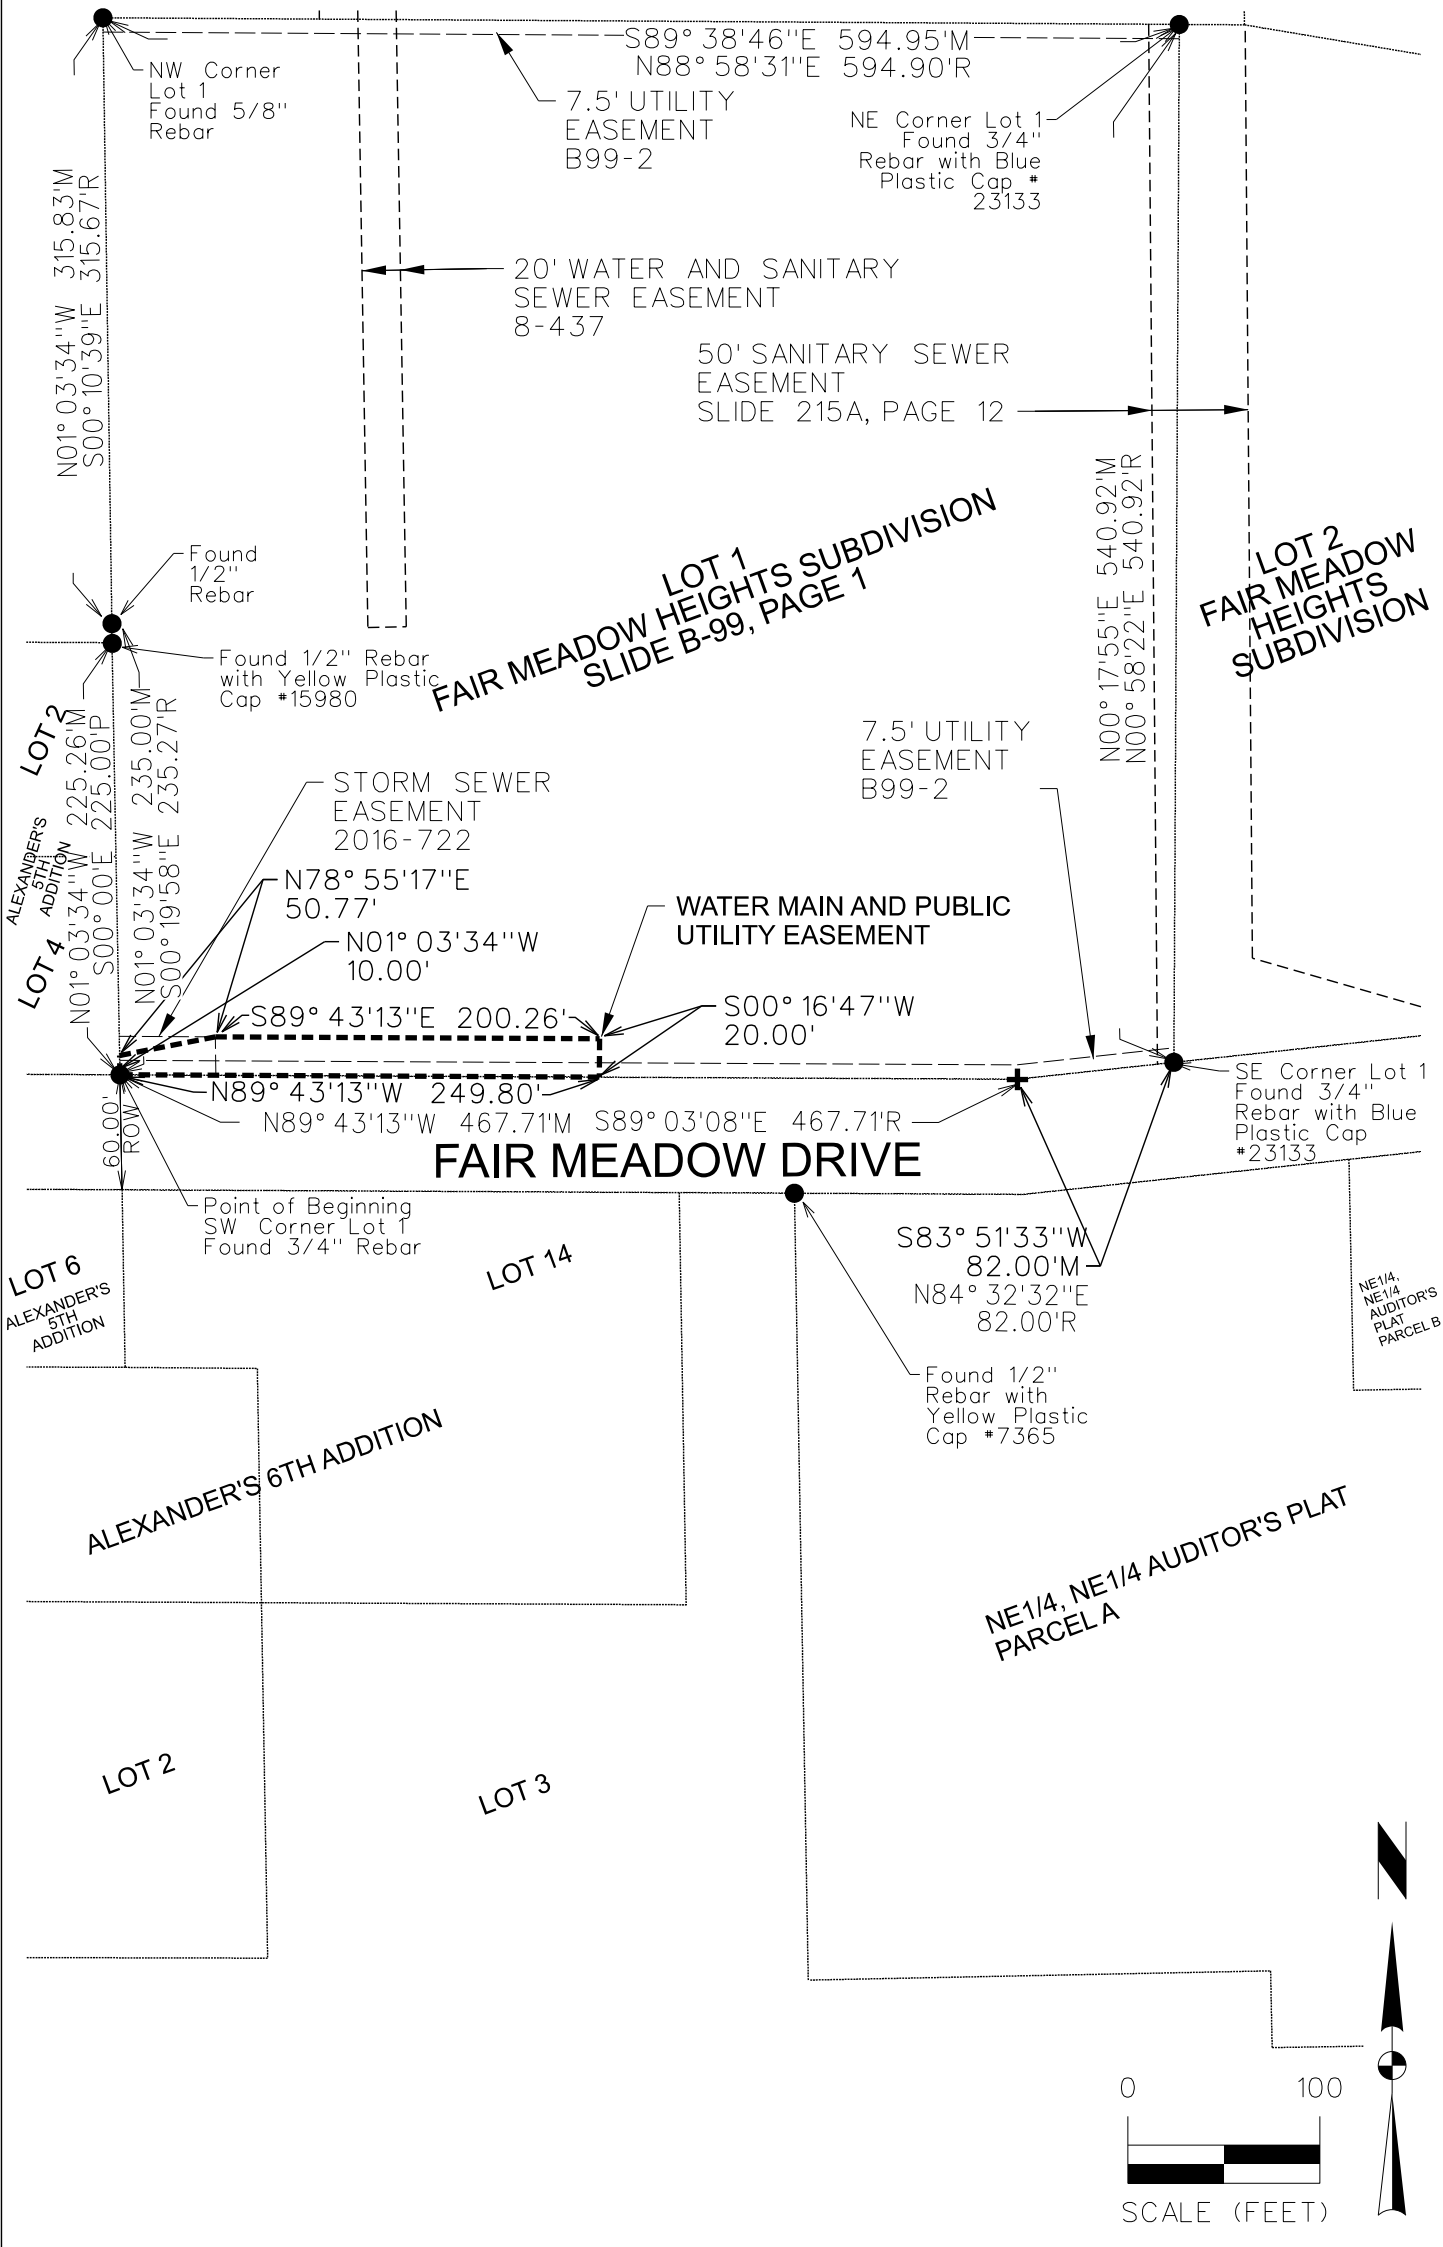 S89°38'46"E 594.95'M
N88°58'31"E 594.90'R
NW Corner
Lot 1
Found 5/8"
Rebar
7.5' UTILITY
EASEMENT
B99-2
NE Corner Lot 1
Found 3/4"
Rebar with Blue
Plastic Cap #
23133
N01°03'34"W 315.83'M
S00°10'39"E 315.67'R
20' WATER AND SANITARY
SEWER EASEMENT
8-437
50' SANITARY SEWER
EASEMENT
SLIDE 215A, PAGE 12
N00°17'55"E 540.92'M
N00°58'22"E 540.92'R
LOT 1
FAIR MEADOW HEIGHTS SUBDIVISION
SLIDE B-99, PAGE 1
LOT 2
FAIR MEADOW
HEIGHTS
SUBDIVISION
Found
1/2"
Rebar
Found 1/2" Rebar
with Yellow Plastic
Cap #15980
LOT 2
ALEXANDER'S
5TH
ADDITION
LOT 4
N01°03'34"W 225.26'M
S00°00'E 225.00'P
N01°03'34"W 235.00'M
S00°19'58"E 235.27'R
7.5' UTILITY
EASEMENT
B99-2
STORM SEWER
EASEMENT
2016-722
N78°55'17"E
50.77'
WATER MAIN AND PUBLIC
UTILITY EASEMENT
N01°03'34"W
10.00'
S89°43'13"E 200.26'
S00°16'47"W
20.00'
N89°43'13"W 249.80'
N89°43'13"W 467.71'M S89°03'08"E 467.71'R
SE Corner Lot 1
Found 3/4"
Rebar with Blue
Plastic Cap
#23133
60.00'
ROW
FAIR MEADOW DRIVE
Point of Beginning
SW Corner Lot 1
Found 3/4" Rebar
S83°51'33"W
82.00'M
N84°32'32"E
82.00'R
LOT 6
ALEXANDER'S
5TH
ADDITION
LOT 14
NE1/4,
NE1/4
AUDITOR'S
PLAT
PARCEL B
Found 1/2"
Rebar with
Yellow Plastic
Cap #7365
ALEXANDER'S 6TH ADDITION
NE1/4, NE1/4 AUDITOR'S PLAT
PARCEL A
LOT 2
LOT 3
N
0 100
SCALE (FEET)